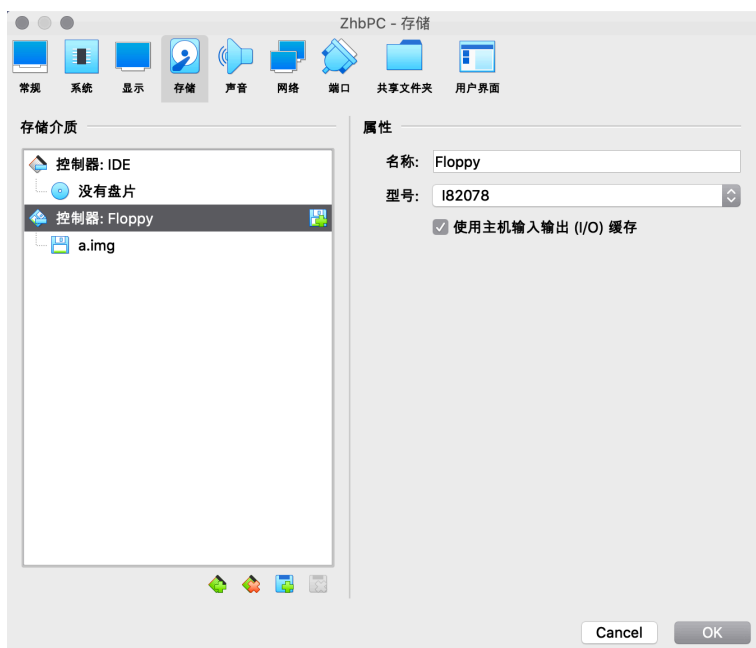 ZhbPC - 存储
常规 系统 显示 存储 声音 网络 端口 共享文件夹 用户界面
存储介质
控制器: IDE
没有盘片
控制器: Floppy
a.img
属性
名称: Floppy
型号: I82078
使用主机输入输出 (I/O) 缓存
Cancel OK